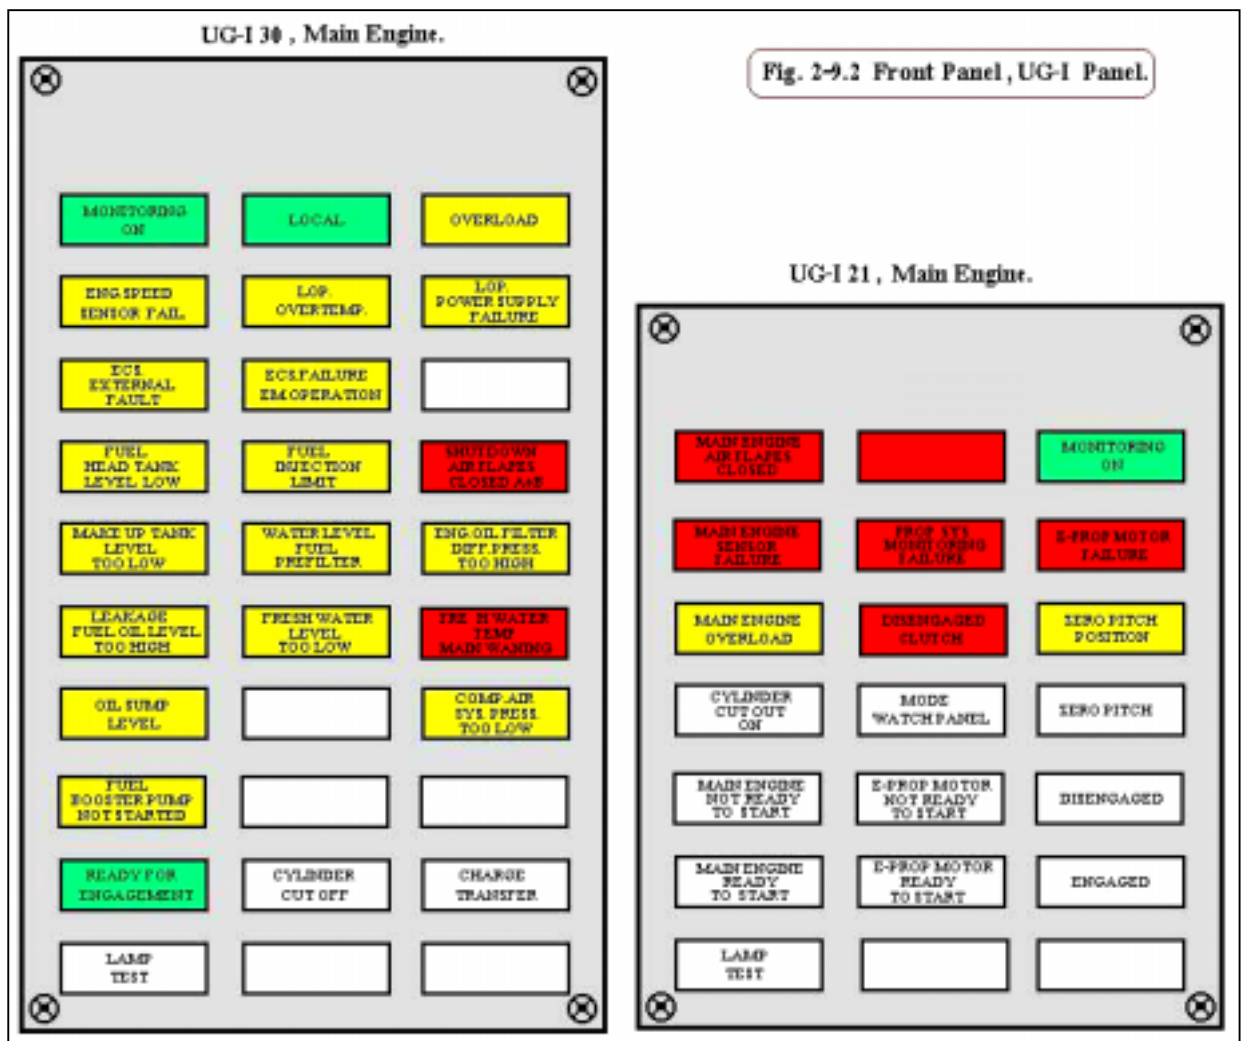 UG-I 30 , Main Engine.
Fig. 2-9.2 Front Panel , UG-I Panel.
MONITORING
ON
LOCAL
OVERLOAD
ENG.SPEED
SENSOR FAIL.
LOP.
OVERTEMP.
LOP.
POWER SUPPLY
FAILURE
ECS.
EXTERNAL
FAULT
ECS.FAILURE
EM.OPERATION
FUEL
HEAD TANK
LEVEL LOW
FUEL
INJECTION
LIMIT
SHUTDOWN
AIR FLAPES
CLOSED A+B
MAKE UP TANK
LEVEL
TOO LOW
WATER LEVEL
FUEL
PREFILTER
ENG.OIL FILTER
DIFF.PRESS.
TOO HIGH
LEAKAGE
FUEL OIL LEVEL
TOO HIGH
FRESH WATER
LEVEL
TOO LOW
FRE H WATER
TEMP
MAIN WANING
OIL SUMP
LEVEL
COMP.AIR
SYS. PRESS.
TOO LOW
FUEL
BOOSTER PUMP
NOT STARTED
READY FOR
ENGAGEMENT
CYLINDER
CUT OFF
CHARGE
TRANSFER
LAMP
TEST
UG-I 21 , Main Engine.
MAIN ENGINE
AIR FLAPES
CLOSED
MONITORING
ON
MAIN ENGINE
SENSOR
FAILURE
PROP SYS
MONITORING
FAILURE
E-PROP MOTOR
FAILURE
MAIN ENGINE
OVERLOAD
DISENGAGED
CLUTCH
ZERO PITCH
POSITION
CYLINDER
CUT OUT
ON
MODE
WATCH PANEL
ZERO PITCH
MAIN ENGINE
NOT READY
TO START
E-PROP MOTOR
NOT READY
TO START
DISENGAGED
MAIN ENGINE
READY
TO START
E-PROP MOTOR
READY
TO START
ENGAGED
LAMP
TEST